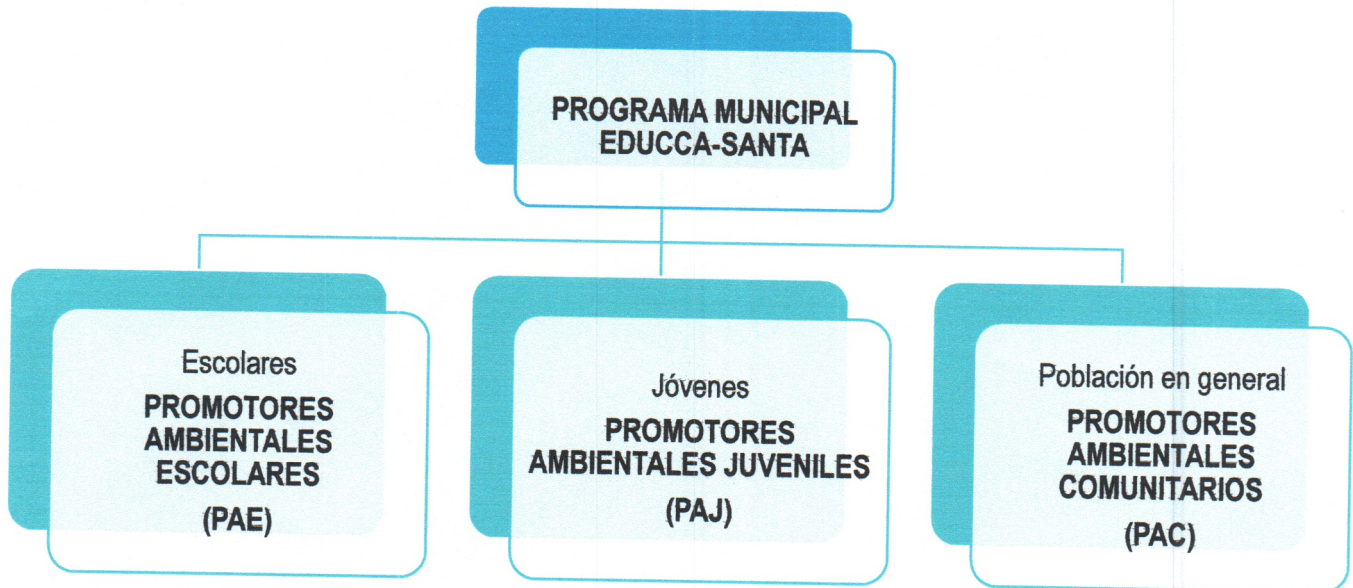 PROGRAMA MUNICIPAL
EDUCCA-SANTA
Escolares
PROMOTORES
AMBIENTALES
ESCOLARES
(PAE)
Jóvenes
PROMOTORES
AMBIENTALES JUVENILES
(PAJ)
Población en general
PROMOTORES
AMBIENTALES
COMUNITARIOS
(PAC)